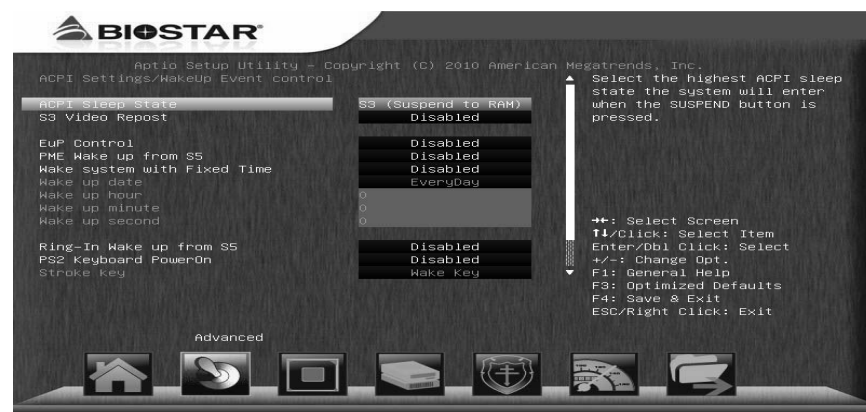 BIOSTAR
Aptio Setup Utility – Copyright (C) 2010 American Megatrends, Inc.
ACPI Settings/WakeUp Event control
ACPI Sleep State S3 (Suspend to RAM)
S3 Video Repost Disabled
EuP Control Disabled
PME Wake up from S5 Disabled
Wake system with Fixed Time Disabled
Wake up date EveryDay
Wake up hour 0
Wake up minute 0
Wake up second 0
Ring-In Wake up from S5 Disabled
PS2 Keyboard PowerOn Disabled
Stroke key Wake Key
Select the highest ACPI sleep
state the system will enter
when the SUSPEND button is
pressed.
→←: Select Screen
↑↓/Click: Select Item
Enter/Dbl Click: Select
+/-: Change Opt.
F1: General Help
F3: Optimized Defaults
F4: Save & Exit
ESC/Right Click: Exit
Advanced